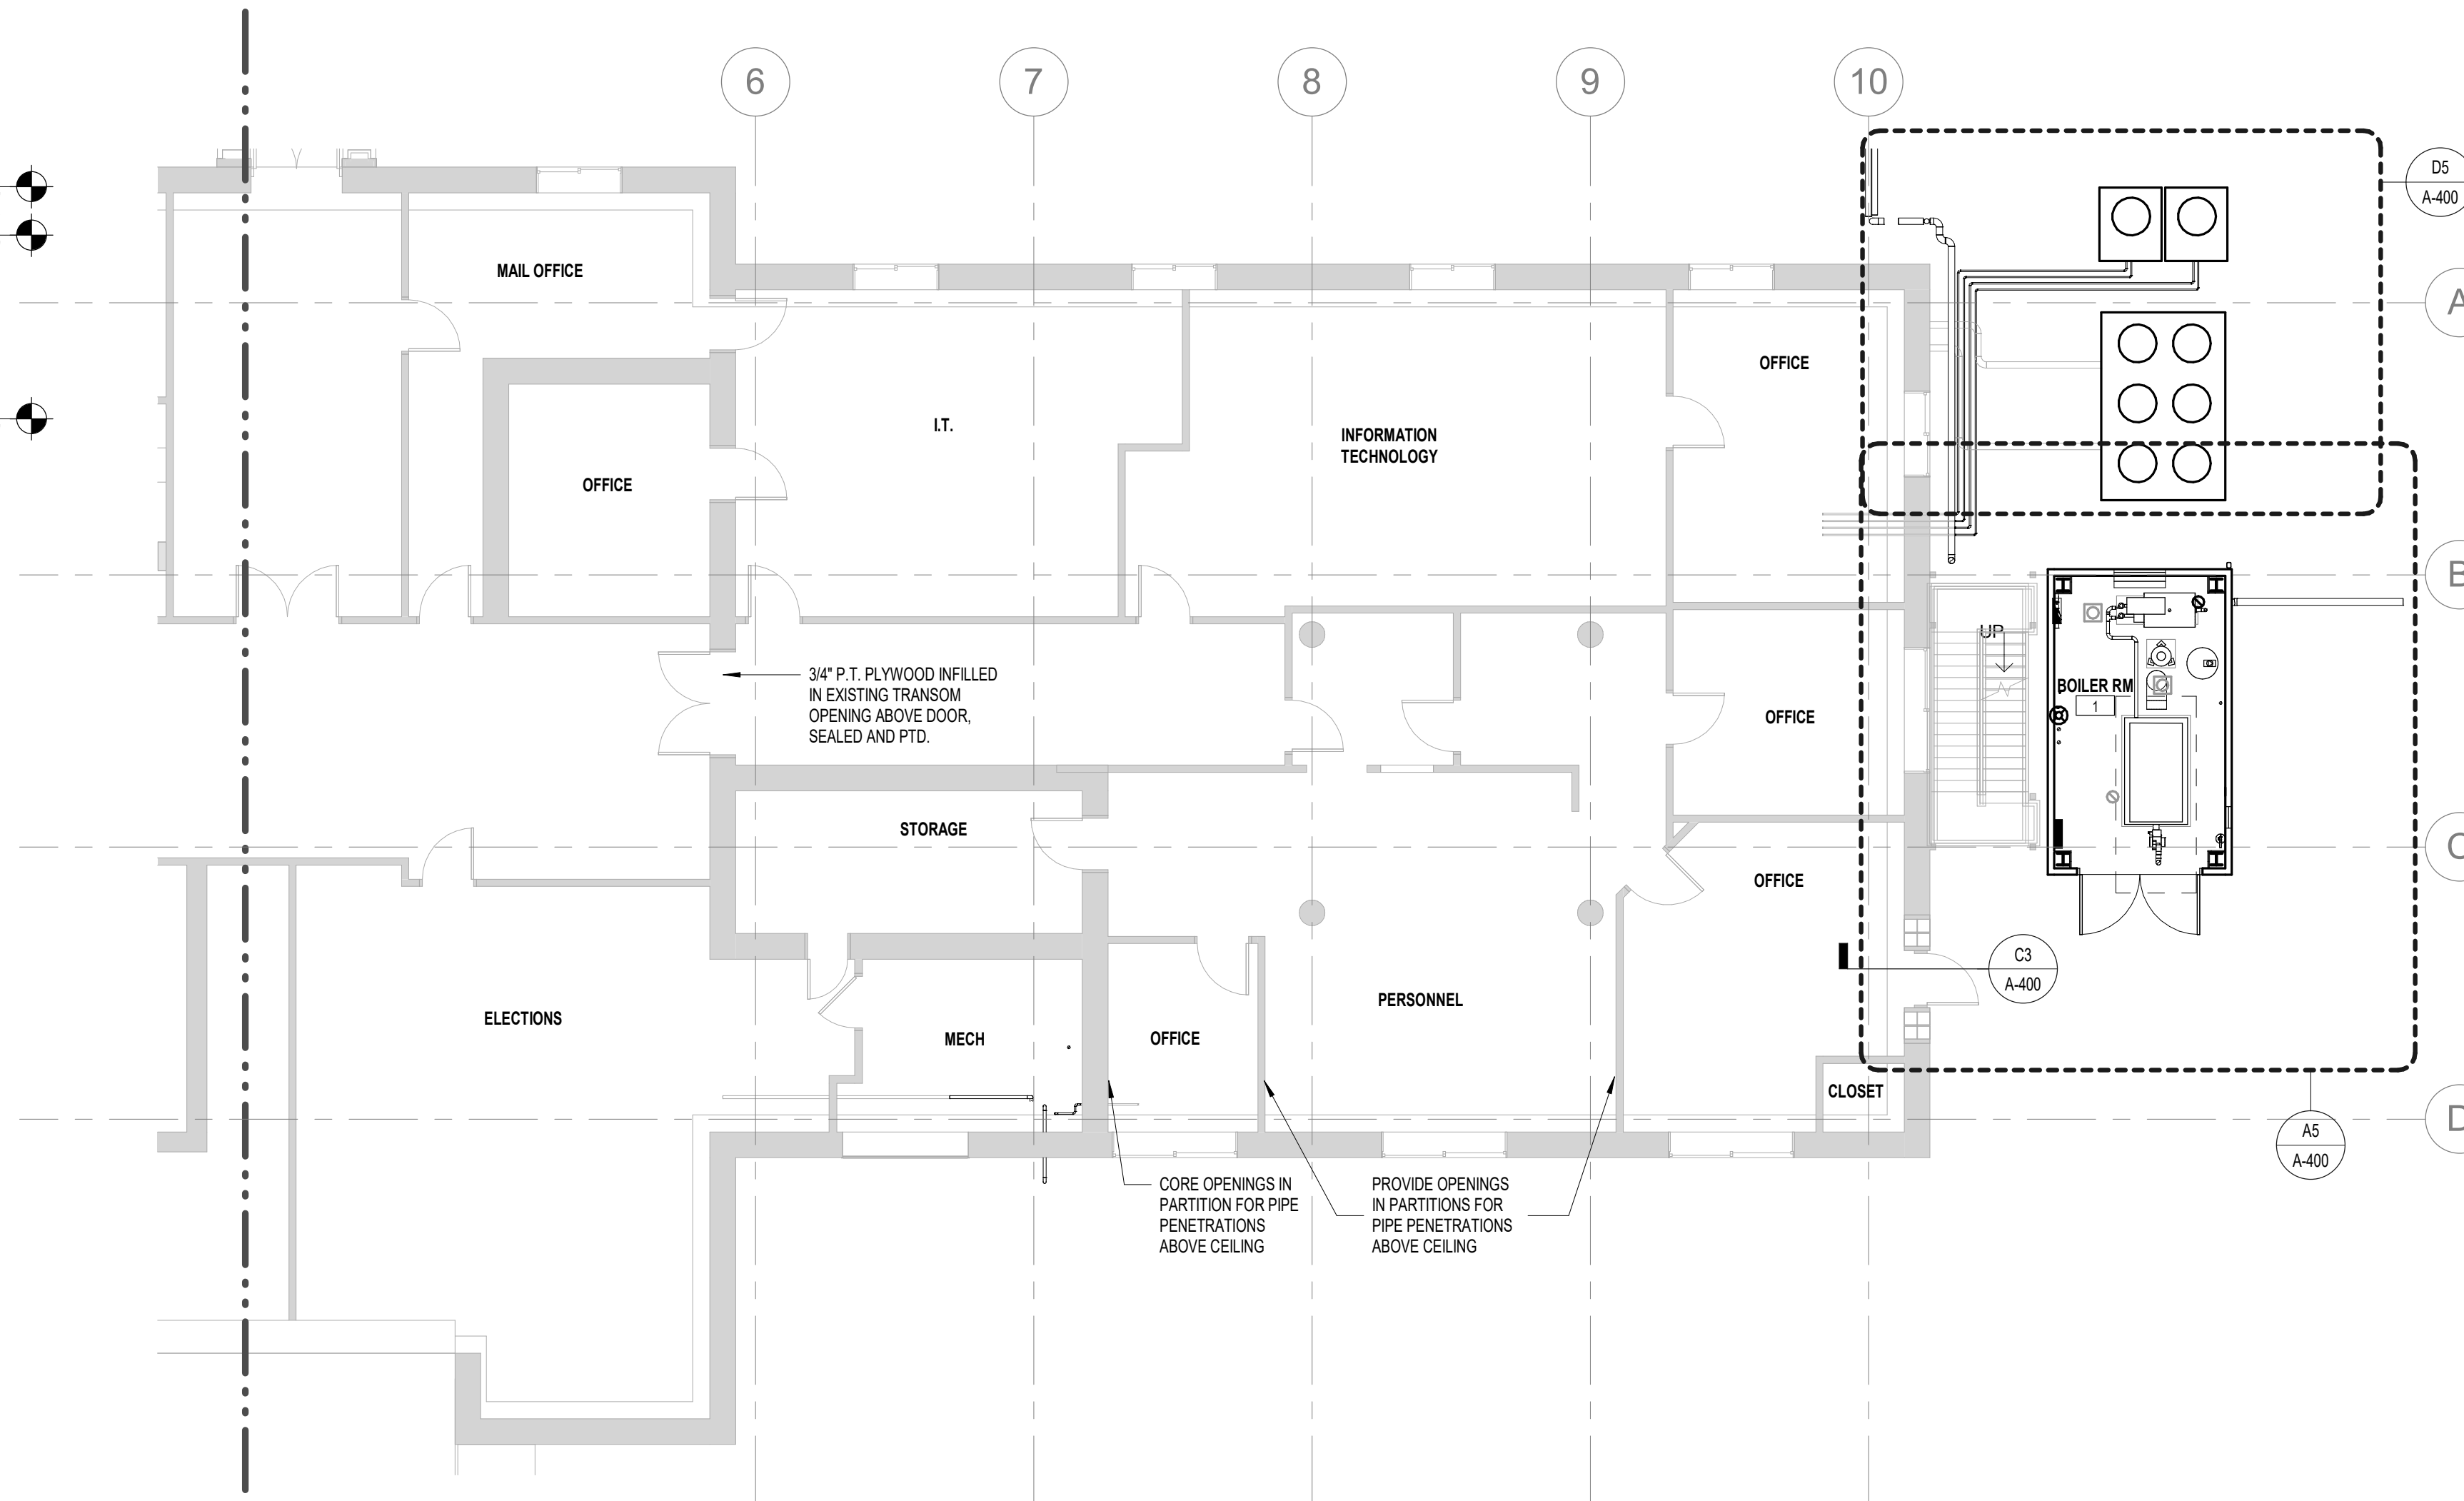 6
7
8
9
10
D5
A-400
A
MAIL OFFICE
OFFICE
I.T.
INFORMATION
TECHNOLOGY
OFFICE
B
UP
3/4" P.T. PLYWOOD INFILLED
IN EXISTING TRANSOM
OPENING ABOVE DOOR,
SEALED AND PTD.
BOILER RM
1
OFFICE
STORAGE
C
OFFICE
C3
A-400
ELECTIONS
MECH
OFFICE
PERSONNEL
CLOSET
D
A5
A-400
CORE OPENINGS IN
PARTITION FOR PIPE
PENETRATIONS
ABOVE CEILING
PROVIDE OPENINGS
IN PARTITIONS FOR
PIPE PENETRATIONS
ABOVE CEILING